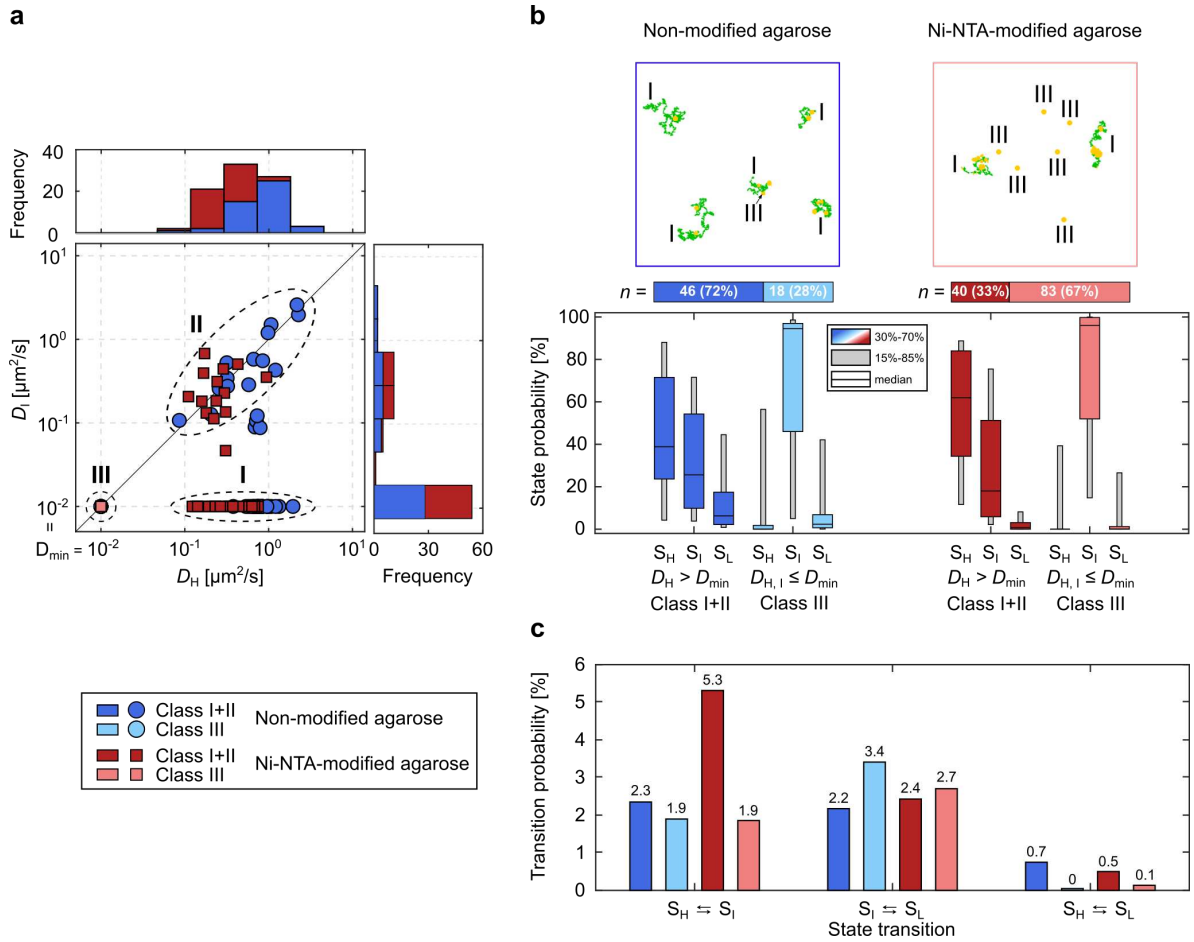 a
Frequency
40
20
0
D_I [µm²/s]
10¹
10⁰
10⁻¹
10⁻²
II
III
I
=
D_min = 10⁻²
10⁻¹
10⁰
10¹
D_H [µm²/s]
0
30
60
Frequency
Class I+II
Class III
Non-modified agarose
Class I+II
Class III
Ni-NTA-modified agarose
b
Non-modified agarose
Ni-NTA-modified agarose
I
I
I
III
I
I
III
III
III
I
I
III
III
III
n =
46 (72%)
18 (28%)
n =
40 (33%)
83 (67%)
State probability [%]
100
80
60
40
20
0
30%-70%
15%-85%
median
S_H S_I S_L S_H S_I S_L
D_H > D_min
D_H, I ≤ D_min
Class I+II
Class III
S_H S_I S_L S_H S_I S_L
D_H > D_min
D_H, I ≤ D_min
Class I+II
Class III
c
Transition probability [%]
6
5
4
3
2
1
0
2.3
1.9
5.3
1.9
2.2
3.4
2.4
2.7
0.7
0
0.5
0.1
S_H ⇆ S_I
S_I ⇆ S_L
S_H ⇆ S_L
State transition